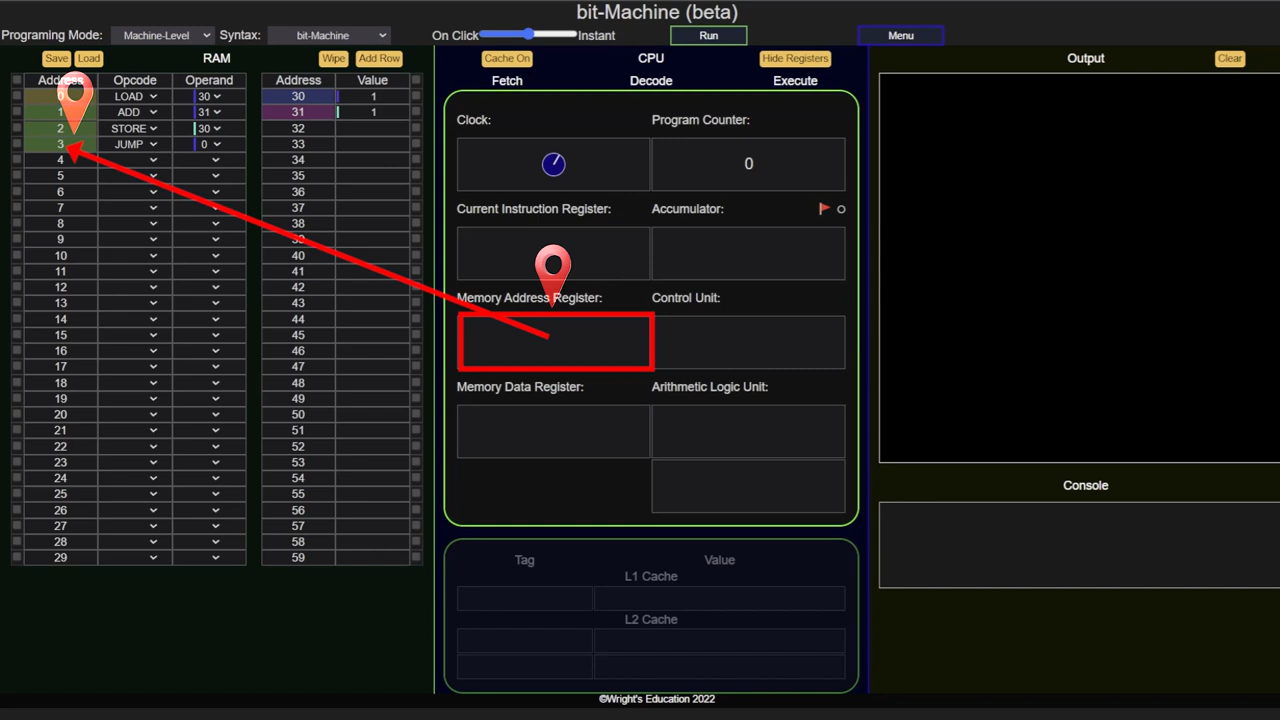 bit-Machine (beta)
Programing Mode: Machine-Level Syntax: bit-Machine On Click Instant Run Menu
Save Load RAM Wipe Add Row Cache On CPU Hide Registers Output Clear
Address Opcode Operand Address Value Fetch Decode Execute
0 LOAD 30 30 1
1 ADD 31 31 1
2 STORE 30 32
3 JUMP 0 33
4 34
5 35
6 36
7 37
8 38
9 39
10 40
11 41
12 42
13 43
14 44
15 45
16 46
17 47
18 48
19 49
20 50
21 51
22 52
23 53
24 54
25 55
26 56
27 57
28 58
29 59
Clock: Program Counter:
0
Current Instruction Register: Accumulator:
Memory Address Register: Control Unit:
Memory Data Register: Arithmetic Logic Unit:
Console
Tag Value
L1 Cache
L2 Cache
©Wright's Education 2022